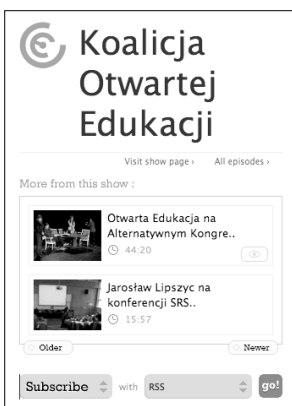 Koalicja
Otwartej
Edukacji
Visit show page › All episodes ›
More from this show :
Otwarta Edukacja na
Alternatywnym Kongre..
44:20
Jarosław Lipszyc na
konferencji SRS..
15:57
Older Newer
Subscribe with RSS go!